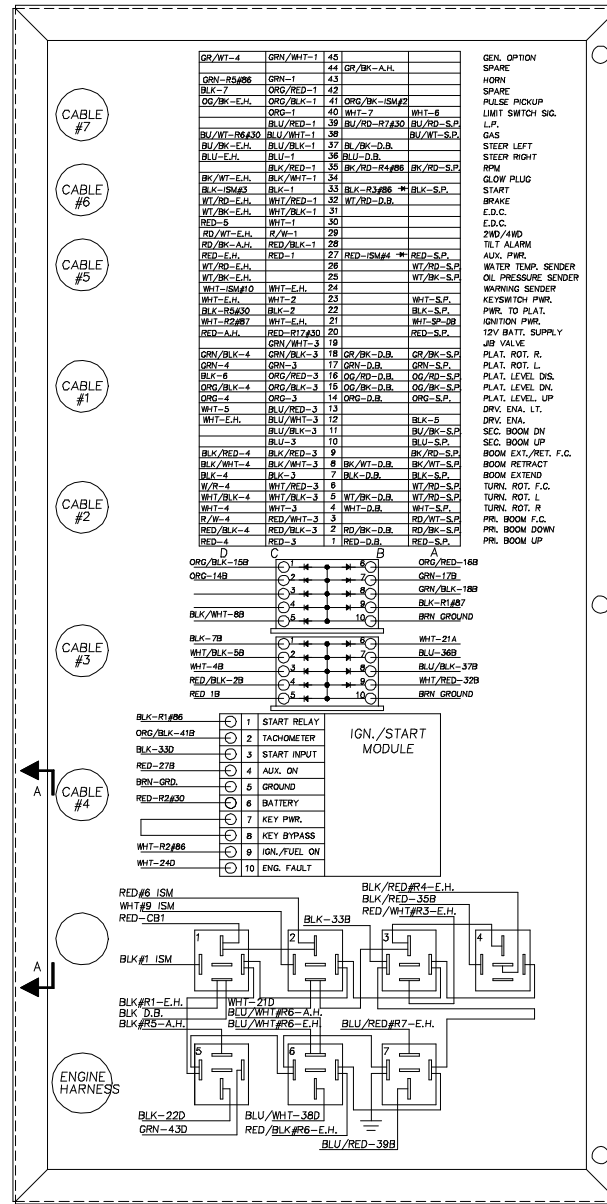 GR/WT-4 GRN/WHT-1 45 GEN. OPTION
44 GR/BK-A.H. SPARE
GRN-R5#86 GRN-1 43 HORN
BLK-7 ORG/RED-1 42 SPARE
OG/BK-E.H. ORG/BLK-1 41 ORG/BK-ISM#2 PULSE PICKUP
ORG-1 40 WHT-7 WHT-6 LIMIT SWITCH SIG.
BLU/RED-1 39 BU/RD-R7#30 BU/RD-S.P. L.P.
BU/WT-R6#30 BLU/WHT-1 38 BU/WT-S.P. GAS
BU/BK-E.H. BLU/BLK-1 37 BL/BK-D.B. STEER LEFT
BLU-E.H. BLU-1 36 BLU-D.B. STEER RIGHT
BLK/RED-1 35 BK/RD-R4#86 BK/RD-S.P. RPM
BK/WT-E.H. BLK/WHT-1 34 GLOW PLUG
BLK-ISM#3 BLK-1 33 BLK-R3#86 BLK-S.P. START
WT/RD-E.H. WHT/RED-1 32 WT/RD-D.B. BRAKE
WT/BK-E.H. WHT/BLK-1 31 E.D.C.
RED-5 WHT-1 30 E.D.C.
RD/WT-E.H. R/W-1 29 2WD/4WD
RD/BK-A.H. RED/BLK-1 28 TILT ALARM
RED-E.H. RED-1 27 RED-ISM#4 RED-S.P. AUX. PWR.
WT/RD-E.H. 26 WT/RD-S.P. WATER TEMP. SENDER
WT/BK-E.H. 25 WT/BK-S.P. OIL PRESSURE SENDER
WHT-ISM#10 WHT-E.H. 24 WARNING SENDER
WHT-E.H. WHT-2 23 WHT-S.P. KEYSWITCH PWR.
BLK-R5#30 BLK-2 22 BLK-S.P. PWR. TO PLAT.
WHT-R2#87 WHT-E.H. 21 WHT-SP-DB IGNITION PWR.
RED-A.H. RED-R17#30 20 RED-S.P. 12V BATT. SUPPLY
GRN/WHT-3 19 JIB VALVE
GRN/BLK-4 GRN/BLK-3 18 GR/BK-D.B. GR/BK-S.P. PLAT. ROT. R.
GRN-4 GRN-3 17 GRN-D.B. GRN-S.P. PLAT. ROT. L.
BLK-6 ORG/RED-3 16 OG/RD-D.B. OG/RD-S.P. PLAT. LEVEL DIS.
ORG/BLK-4 ORG/BLK-3 15 OG/BK-D.B. OG/BK-S.P. PLAT. LEVEL DN.
ORG-4 ORG-3 14 ORG-D.B. ORG-S.P. PLAT. LEVEL UP
WHT-5 BLU/RED-3 13 DRV. ENA. LT.
WHT-E.H. BLU/WHT-3 12 BLK-5 DRV. ENA.
BLU/BLK-3 11 BU/BK-S.P. SEC. BOOM DN
BLU-3 10 BLU-S.P. SEC. BOOM UP
BLK/RED-4 BLK/RED-3 9 BK/RD-S.P. BOOM EXT./RET. F.C.
BLK/WHT-4 BLK/WHT-3 8 BK/WT-D.B. BK/WT-S.P. BOOM RETRACT
BLK-4 BLK-3 7 BLK-D.B. BLK-S.P. BOOM EXTEND
W/R-4 WHT/RED-3 6 WT/RD-S.P. TURN. ROT. F.C.
WHT/BLK-4 WHT/BLK-3 5 WT/BK-D.B. WT/BK-S.P. TURN. ROT. L
WHT-4 WHT-3 4 WHT-D.B. WHT-S.P. TURN. ROT. R
R/W-4 RED/WHT-3 3 RD/WT-S.P. PRI. BOOM F.C.
RED/BLK-4 RED/BLK-3 2 RD/BK-D.B. RD/BK-S.P. PRI. BOOM DOWN
RED-4 RED-3 1 RED-D.B. RED-S.P. PRI. BOOM UP
D C B A
CABLE #7
CABLE #6
CABLE #5
CABLE #1
CABLE #2
CABLE #3
CABLE #4
ENGINE HARNESS
A
A
ORG/BLK-15B 1 6 ORG/RED-16B
ORG-14B 2 7 GRN-17B
3 8 GRN/BLK-18B
4 9 BLK-R1#87
BLK/WHT-8B 5 10 BRN GROUND
BLK-7B 1 6 WHT-21A
WHT/BLK-5B 2 7 BLU-36B
WHT-4B 3 8 BLU/BLK-37B
RED/BLK-2B 4 9 WHT/RED-32B
RED 1B 5 10 BRN GROUND
IGN./START
MODULE
BLK-R1#86 1 START RELAY
ORG/BLK-41B 2 TACHOMETER
BLK-33D 3 START INPUT
RED-27B 4 AUX. ON
BRN-GRD. 5 GROUND
RED-R2#30 6 BATTERY
7 KEY PWR.
8 KEY BYPASS
WHT-R2#86 9 IGN./FUEL ON
WHT-24D 10 ENG. FAULT
RED#6 ISM
WHT#9 ISM
RED-CB1
BLK-33B
BLK/RED#R4-E.H.
BLK/RED-35B
RED/WHT#R3-E.H.
1 2 3 4
BLK#1 ISM
BLK#R1-E.H.
BLK D.B.
BLK#R5-A.H.
WHT-21D
BLU/WHT#R6-A.H.
BLU/WHT#R6-E.H.
BLU/RED#R7-E.H.
5 6 7
BLK-22D
GRN-43D
BLU/WHT-38D
RED/BLK#R6-E.H.
BLU/RED-39B